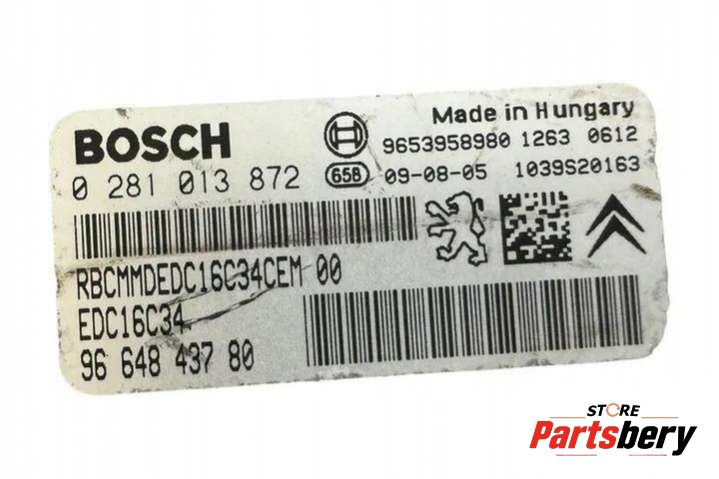 BOSCH
Made in Hungary
9653958980 1263 0612
0 281 013 872
658 09-08-05 1039S20163
RBCMMDEDC16C34CEM 00
EDC16C34
96 648 437 80
STORE
Partsbery